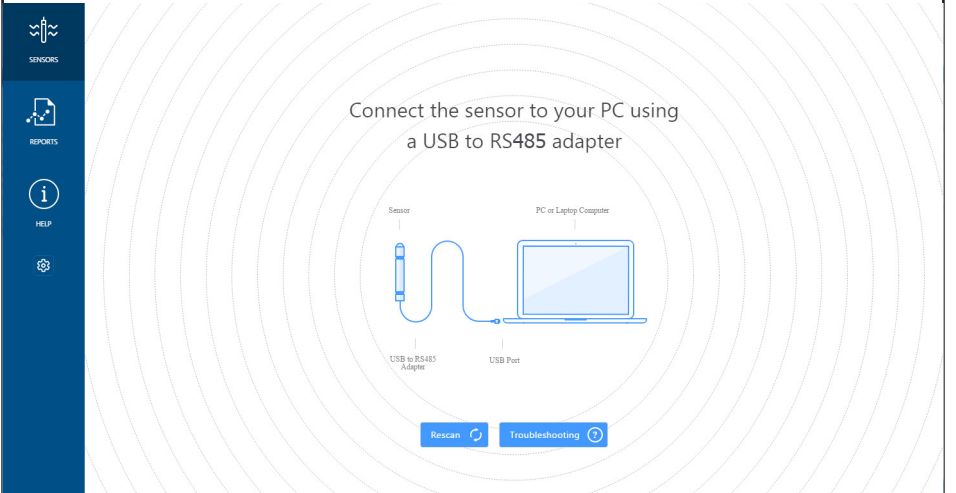 SENSORS
REPORTS
HELP
Connect the sensor to your PC using
a USB to RS485 adapter
Sensor
PC or Laptop Computer
USB to RS485
Adapter
USB Port
Rescan
Troubleshooting